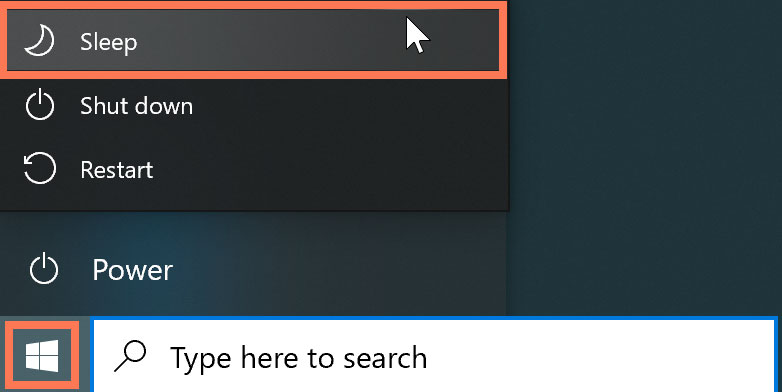 Sleep
Shut down
Restart
Power
Type here to search